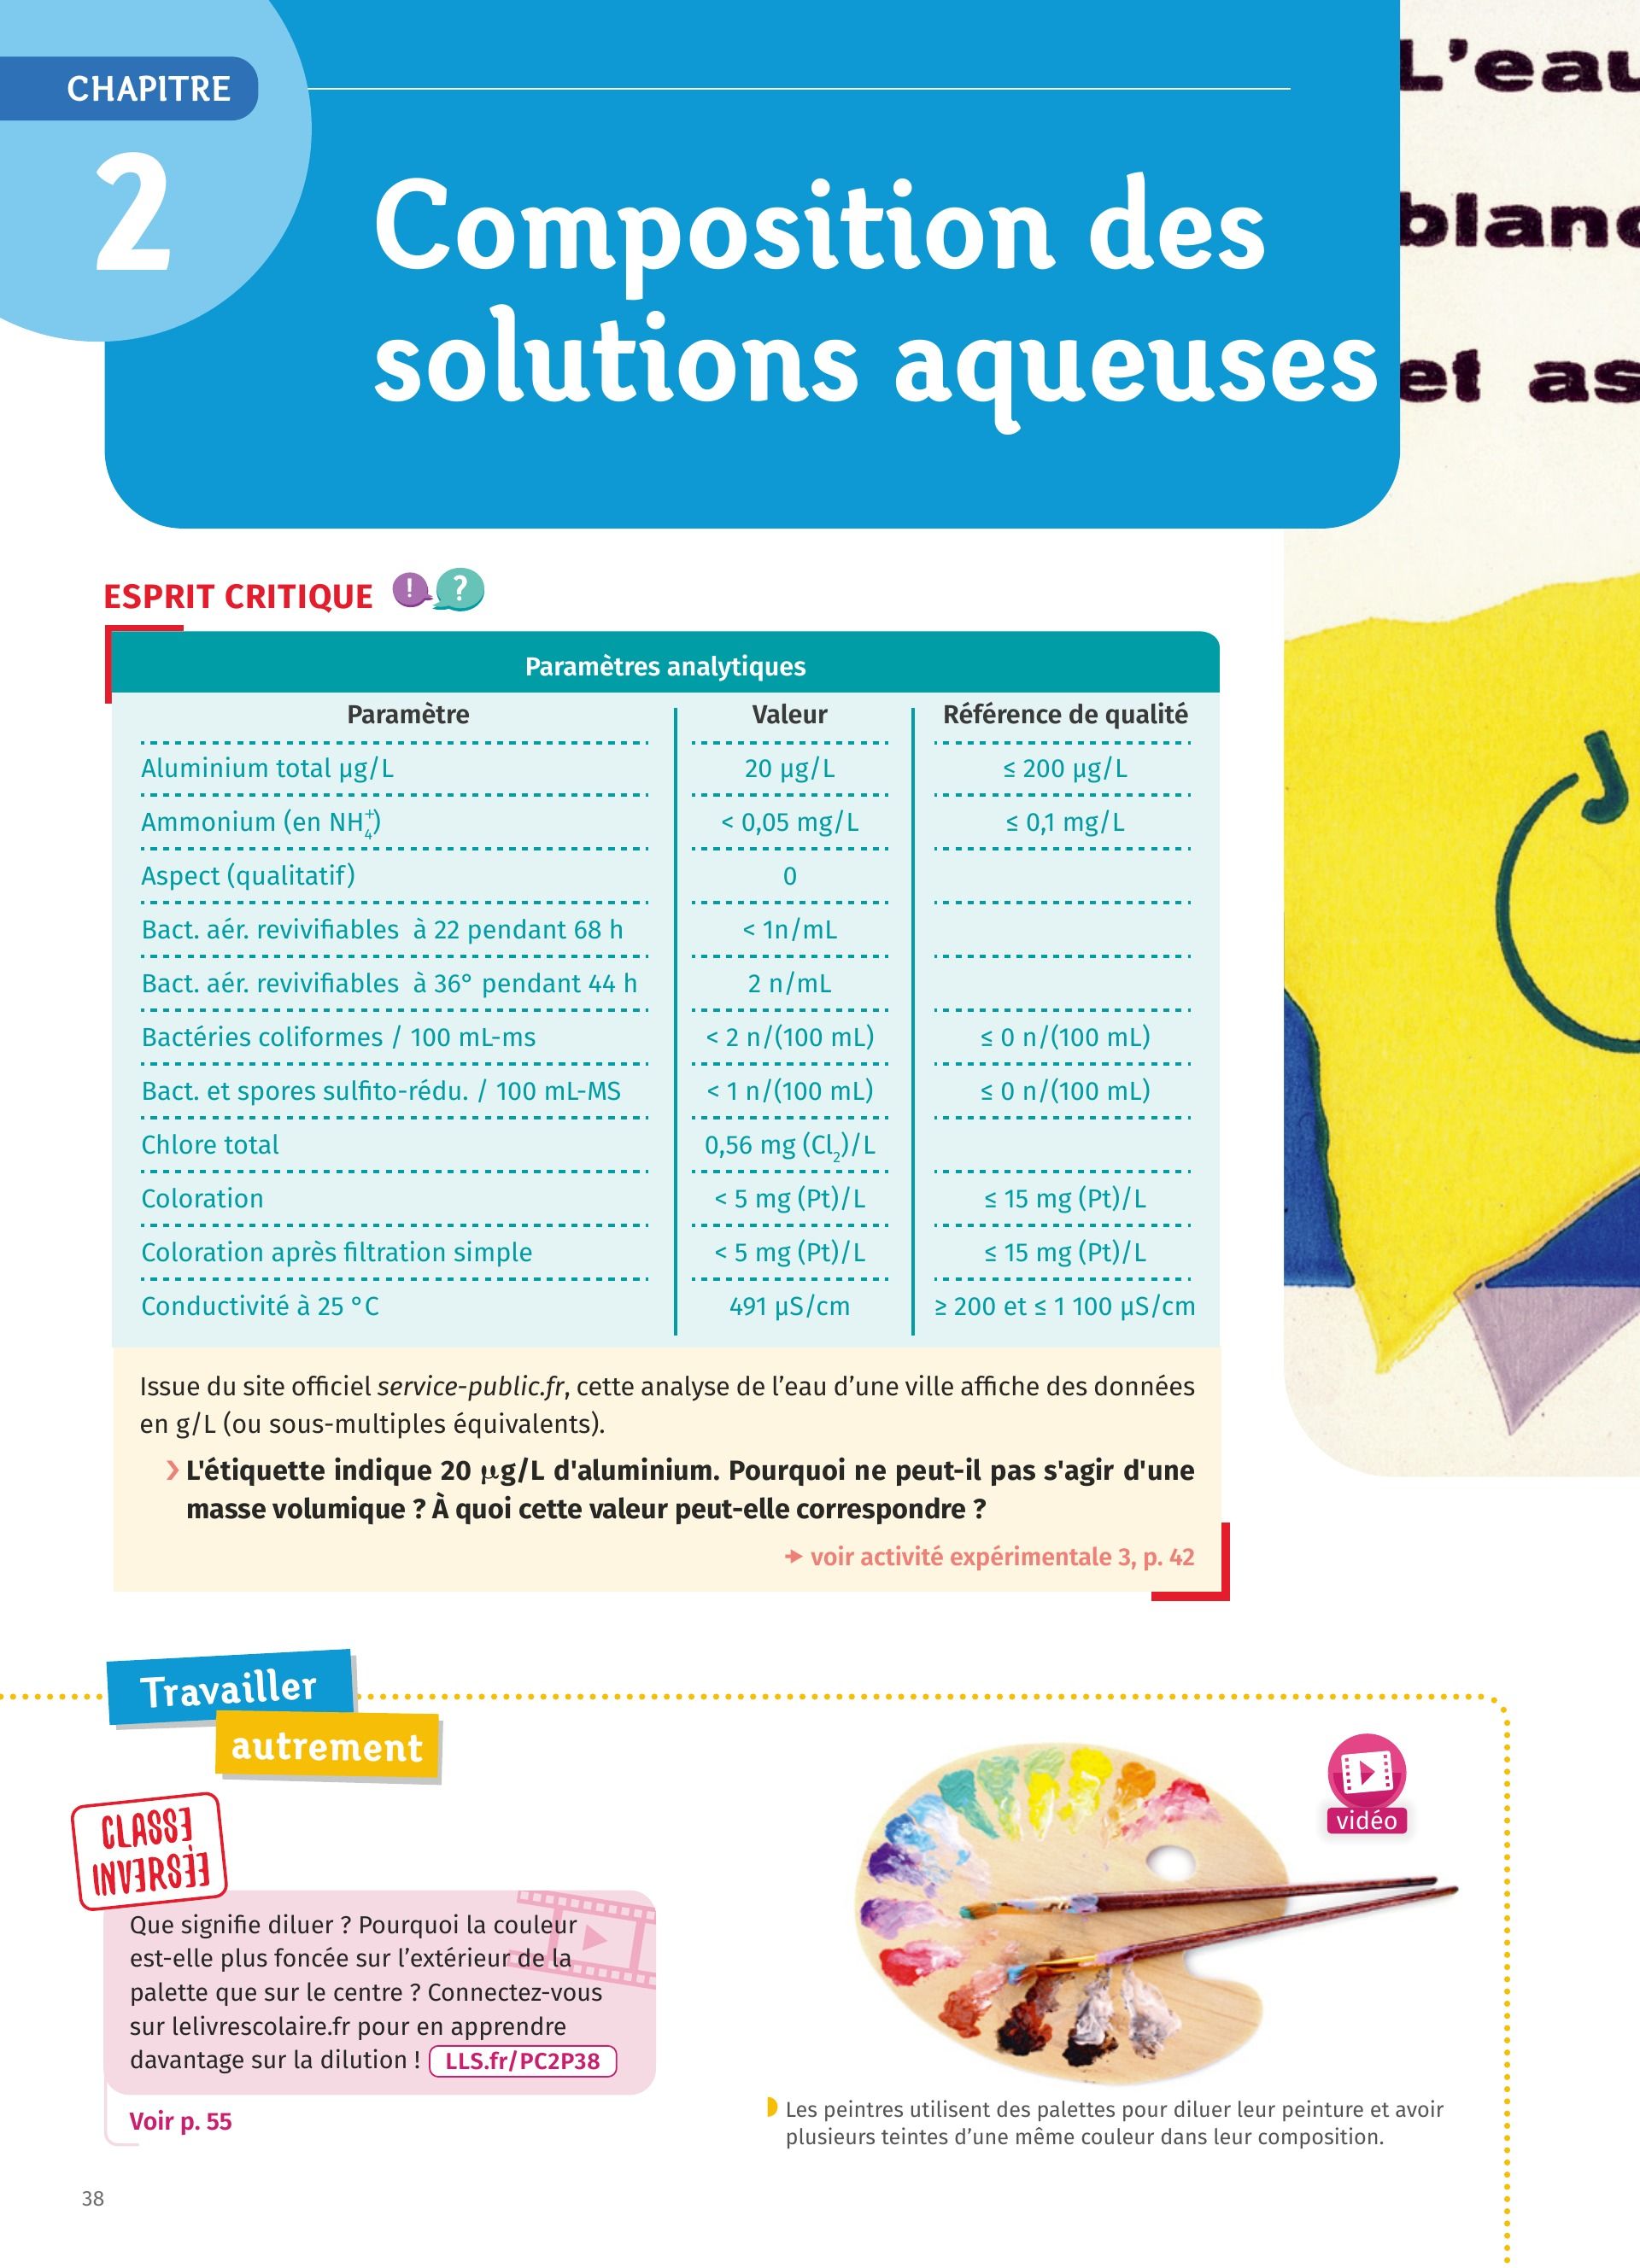 CHAPITRE
2
Composition des
solutions aqueuses
L'eau
blanc
et as
ESPRIT CRITIQUE ! ?
Paramètres analytiques
Paramètre Valeur Référence de qualité
Aluminium total µg/L 20 µg/L ≤ 200 µg/L
Ammonium (en NH₄⁺) < 0,05 mg/L ≤ 0,1 mg/L
Aspect (qualitatif) 0
Bact. aér. revivifiables à 22 pendant 68 h < 1n/mL
Bact. aér. revivifiables à 36° pendant 44 h 2 n/mL
Bactéries coliformes / 100 mL-ms < 2 n/(100 mL) ≤ 0 n/(100 mL)
Bact. et spores sulfito-rédu. / 100 mL-MS < 1 n/(100 mL) ≤ 0 n/(100 mL)
Chlore total 0,56 mg (Cl₂)/L
Coloration < 5 mg (Pt)/L ≤ 15 mg (Pt)/L
Coloration après filtration simple < 5 mg (Pt)/L ≤ 15 mg (Pt)/L
Conductivité à 25 °C 491 µS/cm ≥ 200 et ≤ 1 100 µS/cm
Issue du site officiel service-public.fr, cette analyse de l'eau d'une ville affiche des données
en g/L (ou sous-multiples équivalents).
L'étiquette indique 20 µg/L d'aluminium. Pourquoi ne peut-il pas s'agir d'une
masse volumique ? À quoi cette valeur peut-elle correspondre ?
voir activité expérimentale 3, p. 42
Travailler
autrement
CLASSE
INVERSÉE
Que signifie diluer ? Pourquoi la couleur
est-elle plus foncée sur l'extérieur de la
palette que sur le centre ? Connectez-vous
sur lelivrescolaire.fr pour en apprendre
davantage sur la dilution ! LLS.fr/PC2P38
Voir p. 55
vidéo
Les peintres utilisent des palettes pour diluer leur peinture et avoir
plusieurs teintes d'une même couleur dans leur composition.
38